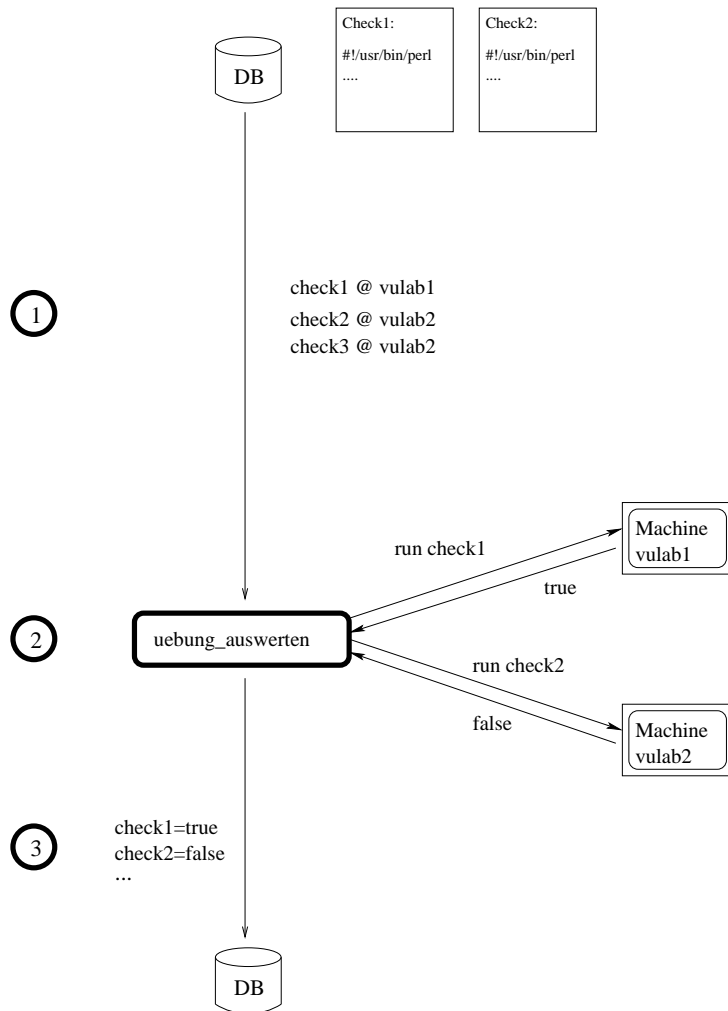 Check1:
#!/usr/bin/perl
....
Check2:
#!/usr/bin/perl
....
DB
1
check1 @ vulab1
check2 @ vulab2
check3 @ vulab2
run check1
true
Machine
vulab1
2
uebung_auswerten
run check2
false
Machine
vulab2
3
check1=true
check2=false
...
DB